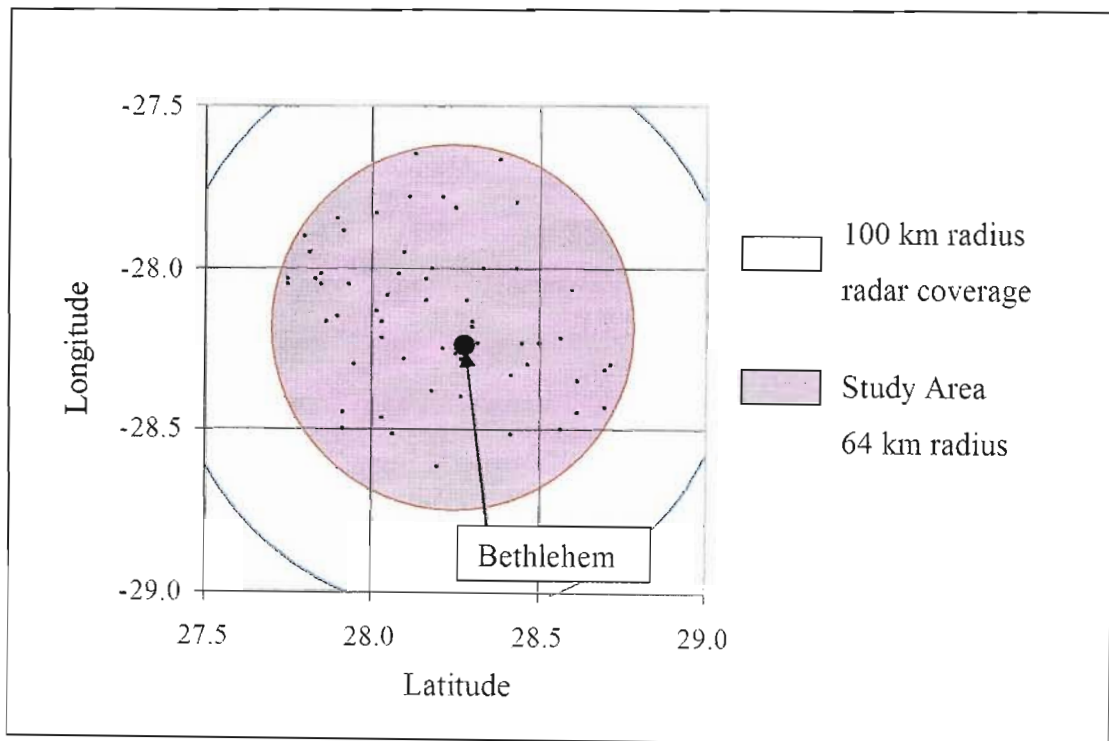 -27.5
-28.0
-28.5
-29.0
Longitude
27.5
28.0
28.5
29.0
Latitude
Bethlehem
100 km radius
radar coverage
Study Area
64 km radius